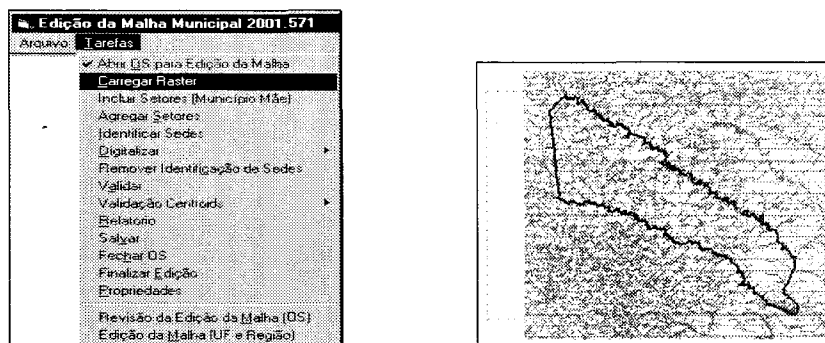 Edição da Malha Municipal 2001.571
Arquivo Tarefas
Abrir OS para Edição da Malha
Carregar Raster
Incluir Setores (Município Mãe)
Agregar Setores
Identificar Sedes
Digitalizar
Remover Identificação de Sedes
Validar
Validação Centroids
Relatorio
Salvar
Fechar OS
Finalizar Edição
Propriedades
Revisão da Edição da Malha (OS)
Edição da Malha (UF e Região)